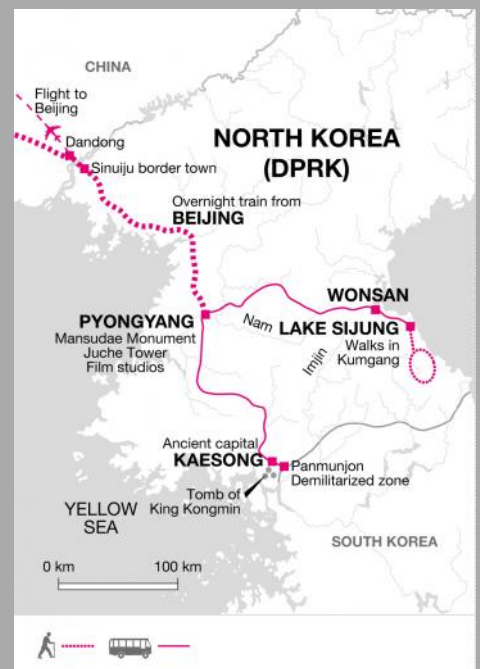 CHINA
Flight to
Beijing
Dandong
Sinuiju border town
NORTH KOREA
(DPRK)
Overnight train from
BEIJING
WONSAN
PYONGYANG
Mansudae Monument
Juche Tower
Film studios
Nam
LAKE SIJUNG
Walks in
Kumgang
Imjin
Ancient capital
KAESONG
Panmunjon
Demilitarized zone
Tomb of
King Kongmin
YELLOW
SEA
SOUTH KOREA
0 km
100 km